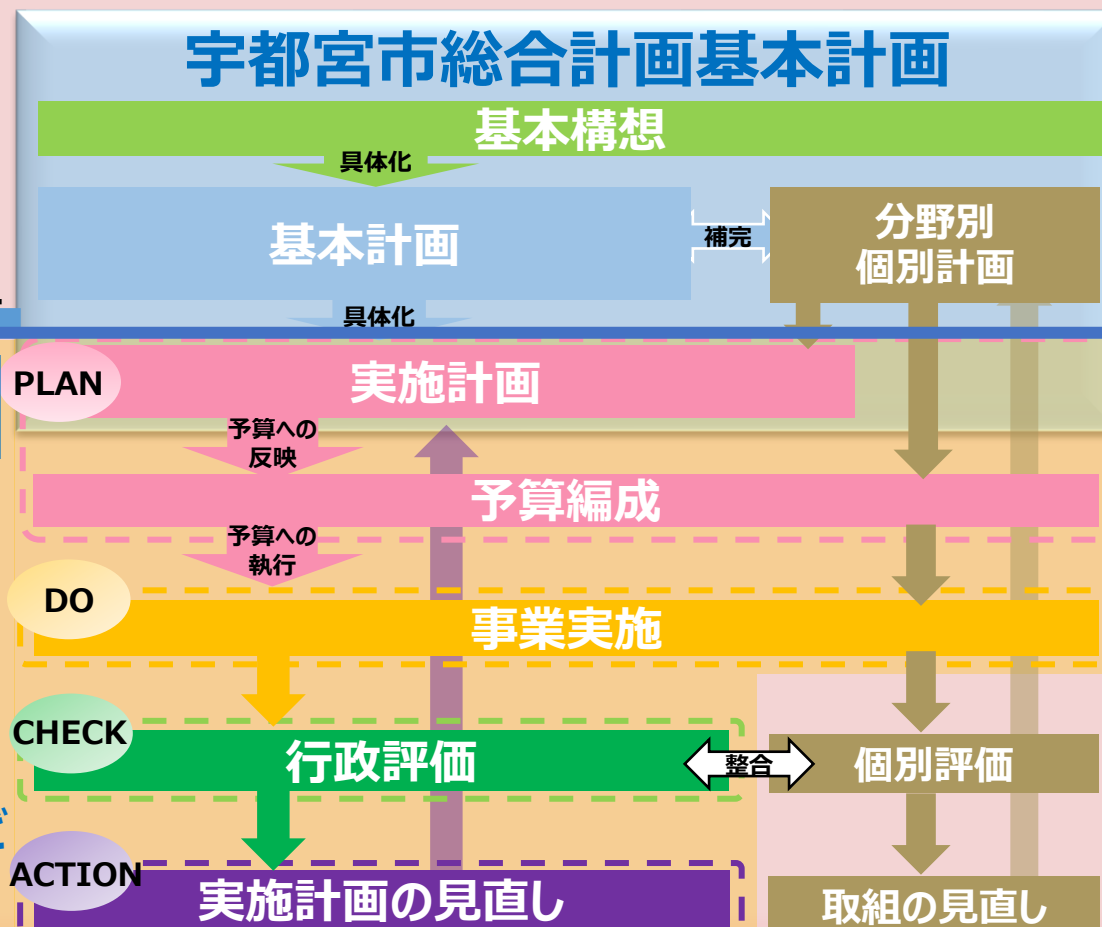 宇都宮市総合計画基本計画
基本構想
具体化
基本計画
補完
分野別
個別計画
具体化
PLAN
実施計画
予算への
反映
予算編成
予算への
執行
DO
事業実施
CHECK
行政評価
整合
個別評価
ACTION
実施計画の見直し
取組の見直し